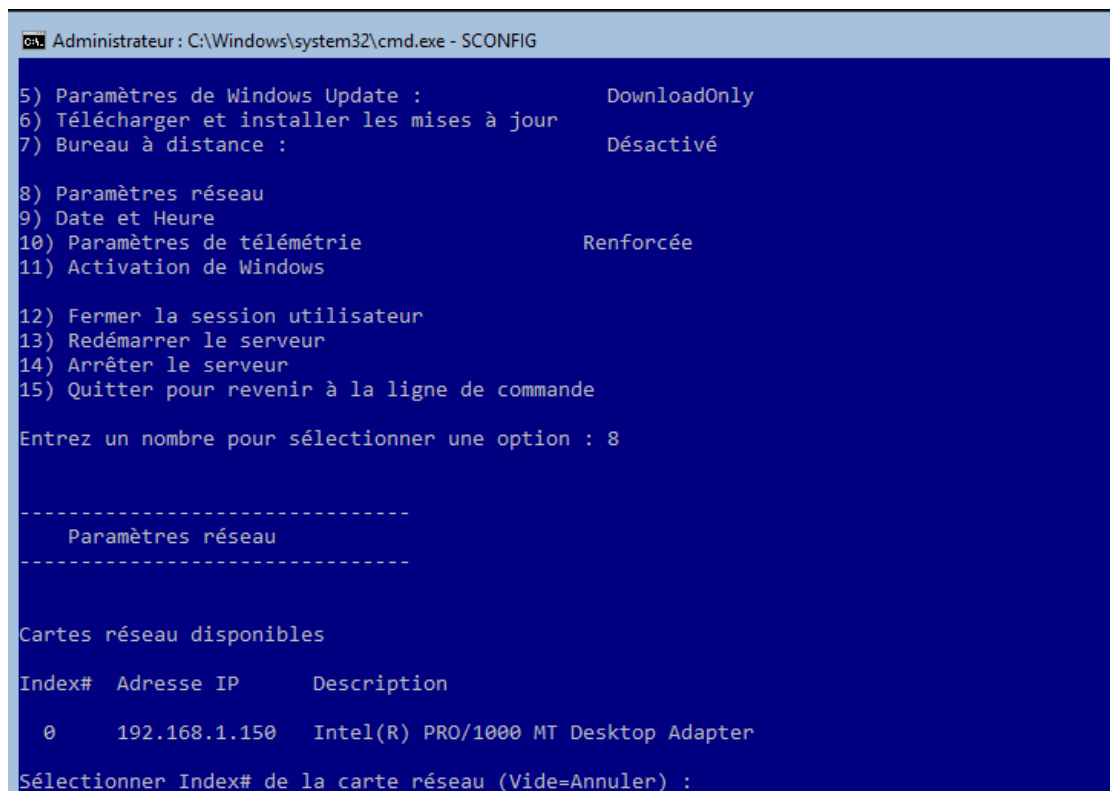 Administrateur : C:\Windows\system32\cmd.exe - SCONFIG
5) Paramètres de Windows Update : DownloadOnly
6) Télécharger et installer les mises à jour
7) Bureau à distance : Désactivé
8) Paramètres réseau
9) Date et Heure
10) Paramètres de télémétrie Renforcée
11) Activation de Windows
12) Fermer la session utilisateur
13) Redémarrer le serveur
14) Arrêter le serveur
15) Quitter pour revenir à la ligne de commande
Entrez un nombre pour sélectionner une option : 8
--------------------------------
Paramètres réseau
--------------------------------
Cartes réseau disponibles
Index# Adresse IP Description
0 192.168.1.150 Intel(R) PRO/1000 MT Desktop Adapter
Sélectionner Index# de la carte réseau (Vide=Annuler) :